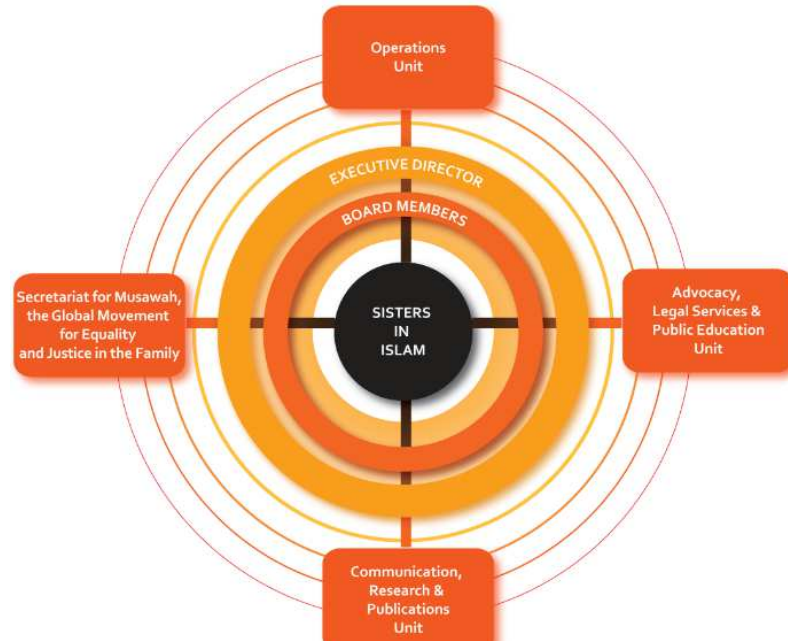 Operations
Unit
EXECUTIVE DIRECTOR
BOARD MEMBERS
Secretariat for Musawah,
the Global Movement
for Equality
and Justice in the Family
SISTERS
IN
ISLAM
Advocacy,
Legal Services &
Public Education
Unit
Communication,
Research &
Publications
Unit